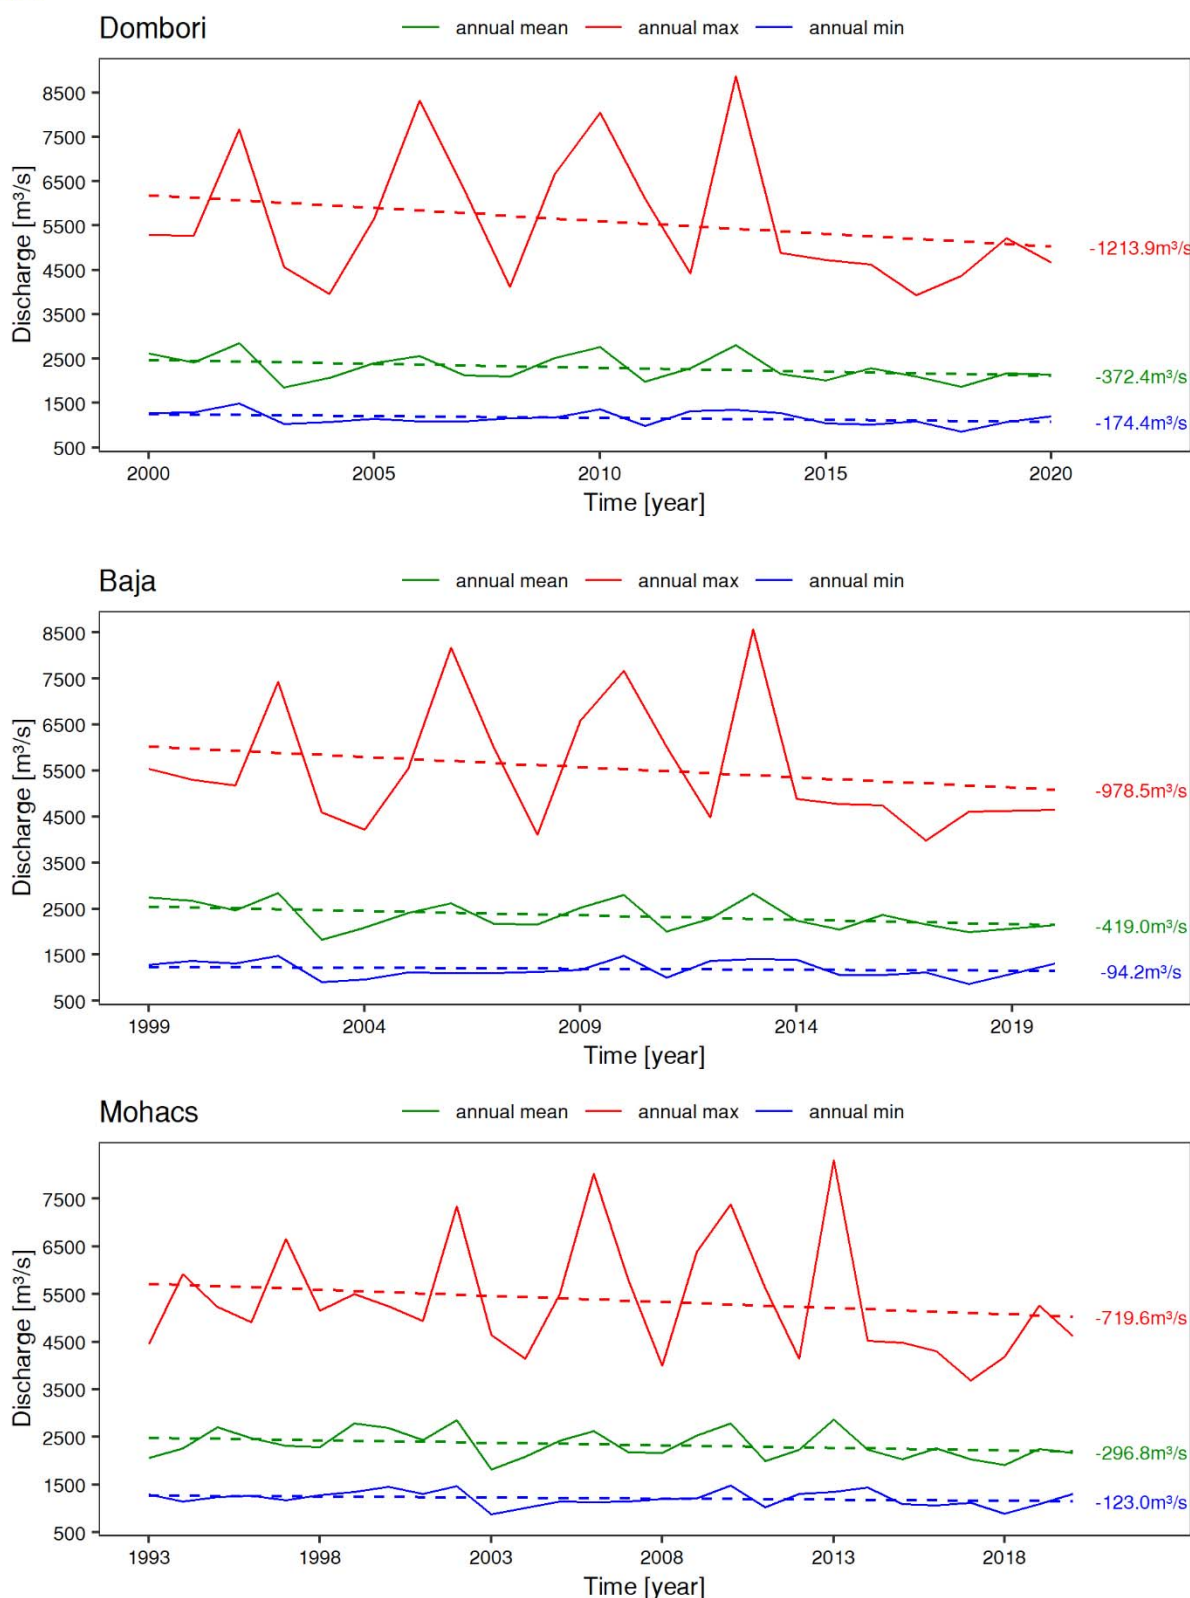 Dombori
annual mean annual max annual min
Discharge [m³/s]
8500
7500
6500
5500
4500
3500
2500
1500
500
-1213.9m³/s
-372.4m³/s
-174.4m³/s
2000 2005 2010 2015 2020
Time [year]
Baja
annual mean annual max annual min
Discharge [m³/s]
8500
7500
6500
5500
4500
3500
2500
1500
500
-978.5m³/s
-419.0m³/s
-94.2m³/s
1999 2004 2009 2014 2019
Time [year]
Mohacs
annual mean annual max annual min
Discharge [m³/s]
7500
6500
5500
4500
3500
2500
1500
500
-719.6m³/s
-296.8m³/s
-123.0m³/s
1993 1998 2003 2008 2013 2018
Time [year]